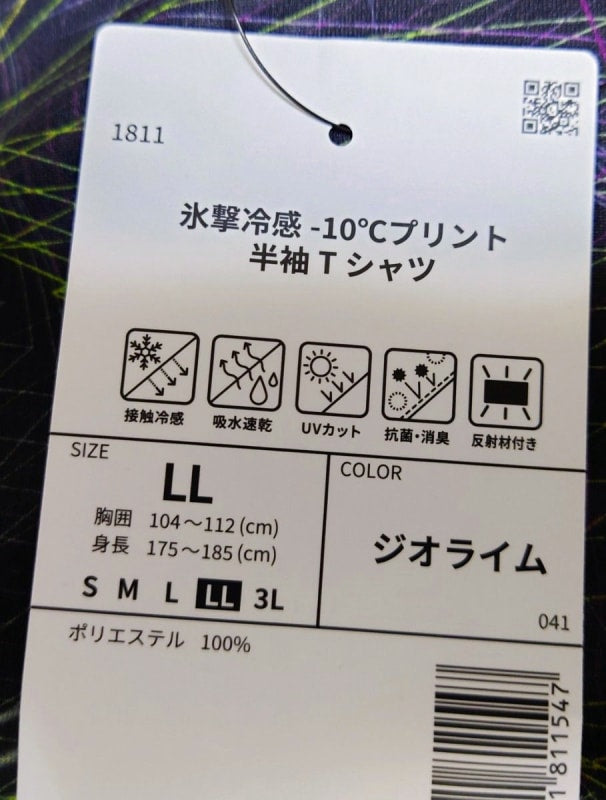 1811
氷撃冷感 -10℃プリント
半袖 T シャツ
接触冷感 吸水速乾 UVカット 抗菌・消臭 反射材付き
SIZE
LL
胸囲 104～112 (cm)
身長 175～185 (cm)
S M L LL 3L
COLOR
ジオライム
041
ポリエステル 100%
1811547